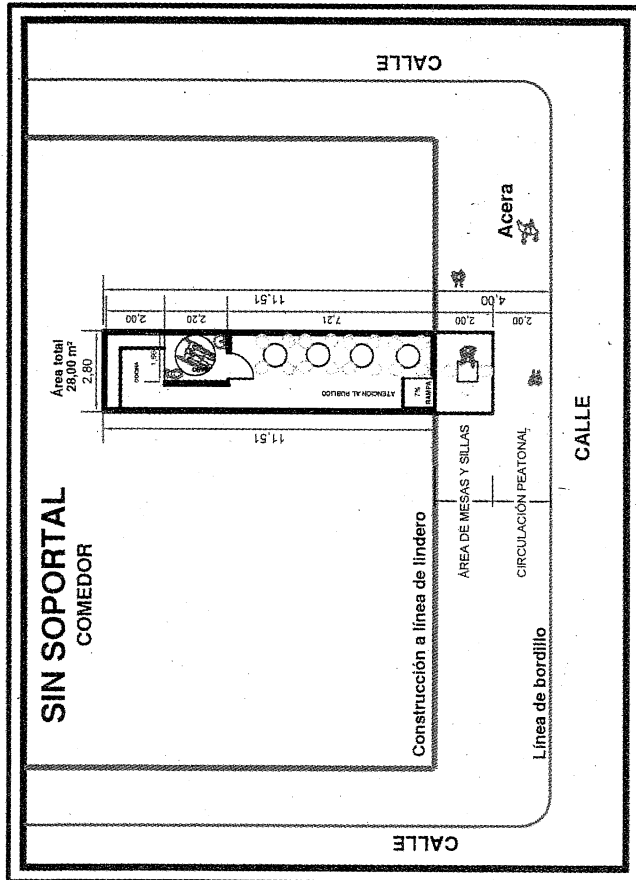 SIN SOPORTAL
COMEDOR
Área total
28,00 m²
2,80
CALLE
11,51
11,51
2,00
2,20
7,21
4,00
2,00
2,00
COCINA
ATENCION AL PUBLICO
7%
RAMPA
Acera
Construcción a línea de lindero
ÁREA DE MESAS Y SILLAS
CIRCULACIÓN PEATONAL
Línea de bordillo
CALLE
CALLE